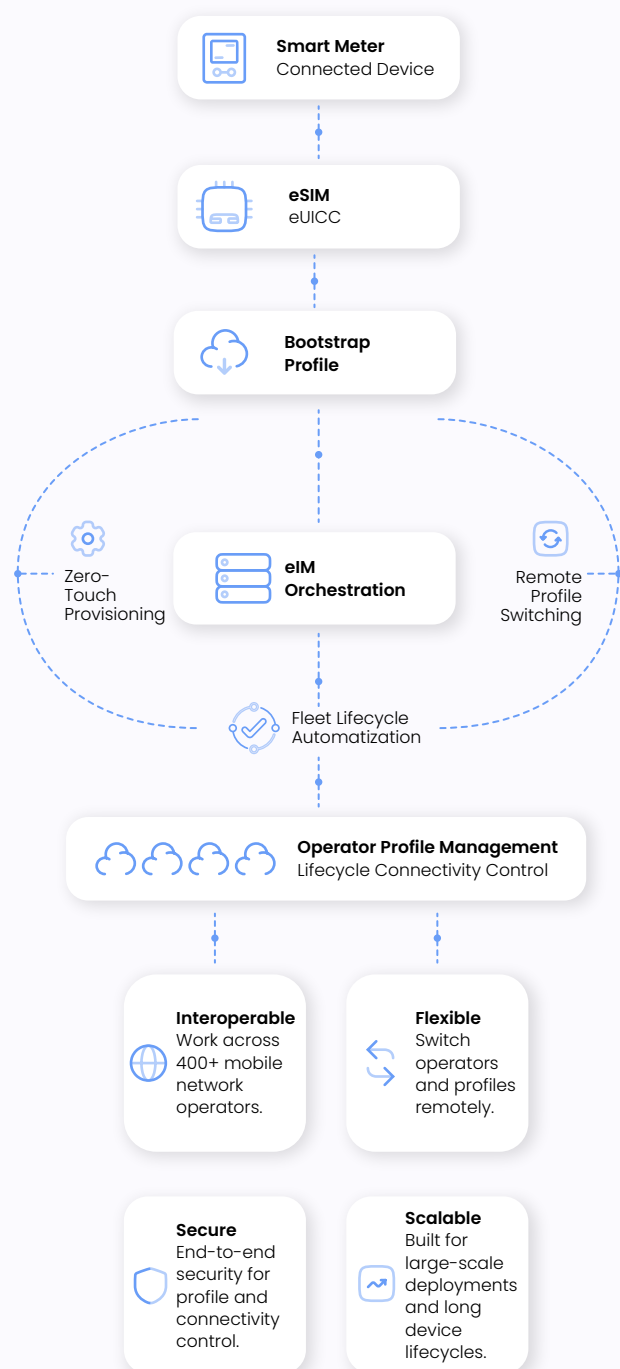 Smart Meter
Connected Device
eSIM
eUICC
Bootstrap
Profile
Zero-
Touch
Provisioning
eIM
Orchestration
Remote
Profile
Switching
Fleet Lifecycle
Automatization
Operator Profile Management
Lifecycle Connectivity Control
Interoperable
Work across
400+ mobile
network
operators.
Flexible
Switch
operators
and profiles
remotely.
Secure
End-to-end
security for
profile and
connectivity
control.
Scalable
Built for
large-scale
deployments
and long
device
lifecycles.